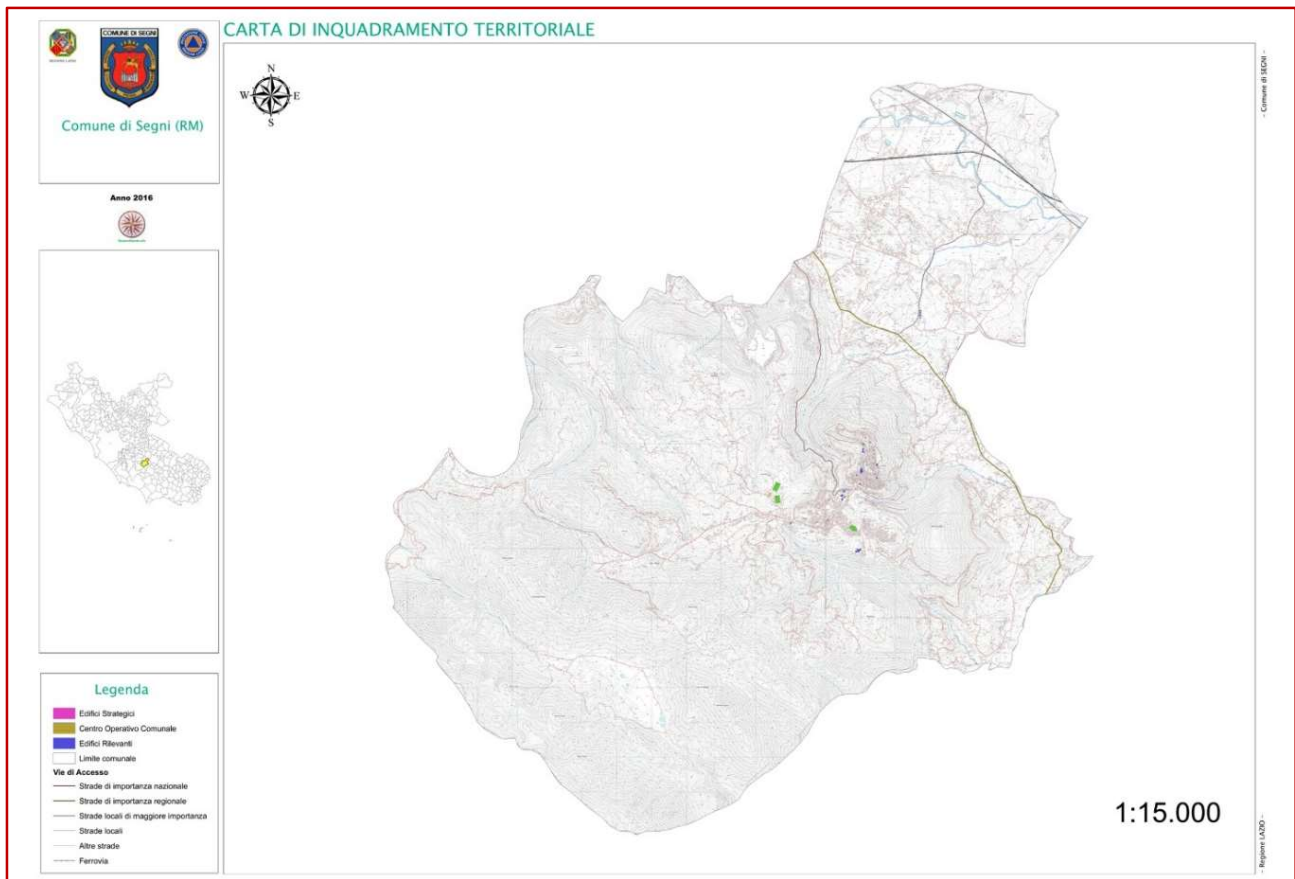 CARTA DI INQUADRAMENTO TERRITORIALE
REGIONE LAZIO
COMUNE DI SEGNI
Comune di Segni (RM)
Anno 2016
N
W E
S
Legenda
Edifici Strategici
Centro Operativo Comunale
Edifici Rilevanti
Limite comunale
Vie di Accesso
Strade di importanza nazionale
Strade di importanza regionale
Strade locali di maggiore importanza
Strade locali
Altre strade
Ferrovia
1:15.000
- Comune di SEGNI -
- Regione LAZIO -